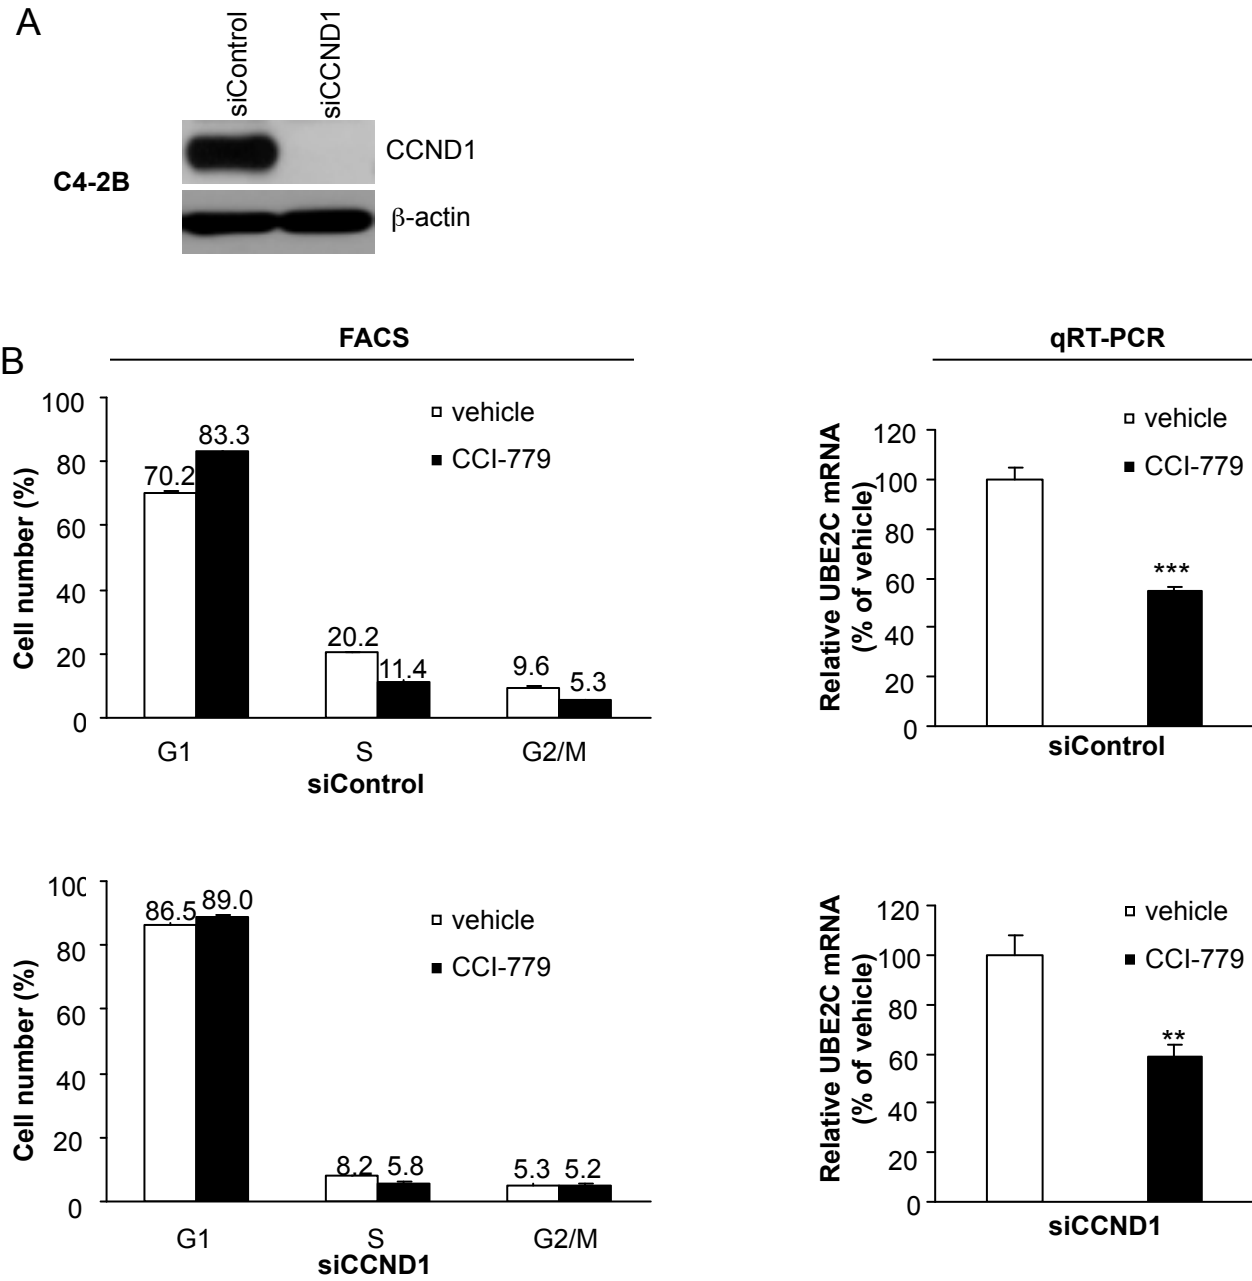 A
siControl
siCCND1
CCND1
C4-2B
β-actin
FACS
qRT-PCR
B
Cell number (%)
100
80
60
40
20
0
70.2
83.3
20.2
11.4
9.6
5.3
vehicle
CCI-779
G1
S
G2/M
siControl
Relative UBE2C mRNA
(% of vehicle)
120
100
80
60
40
20
0
***
vehicle
CCI-779
siControl
Cell number (%)
100
80
60
40
20
0
86.5
89.0
8.2
5.8
5.3
5.2
vehicle
CCI-779
G1
S
G2/M
siCCND1
Relative UBE2C mRNA
(% of vehicle)
120
100
80
60
40
20
0
**
vehicle
CCI-779
siCCND1